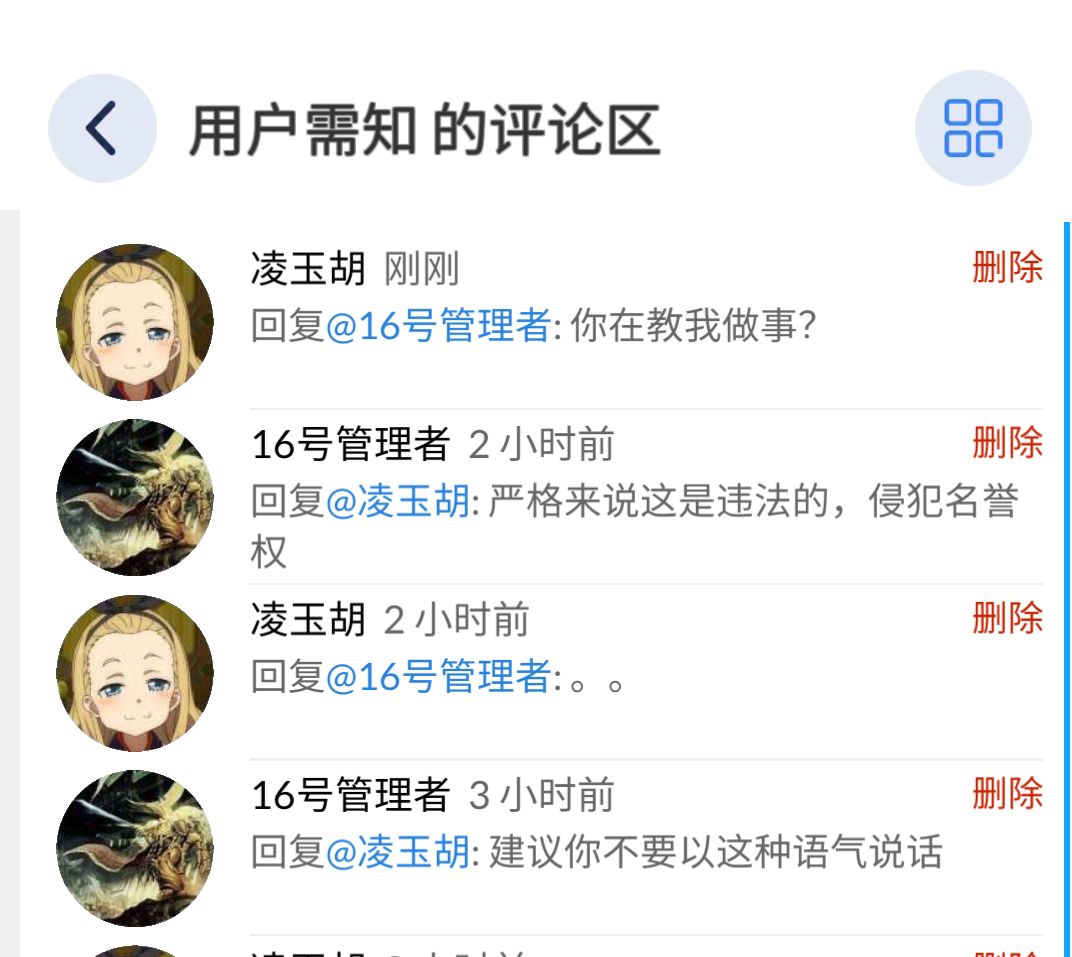 用户需知 的评论区
凌玉胡 刚刚 删除
回复@16号管理者: 你在教我做事?
16号管理者 2 小时前 删除
回复@凌玉胡: 严格来说这是违法的，侵犯名誉
权
凌玉胡 2 小时前 删除
回复@16号管理者: 。。
16号管理者 3 小时前 删除
回复@凌玉胡: 建议你不要以这种语气说话